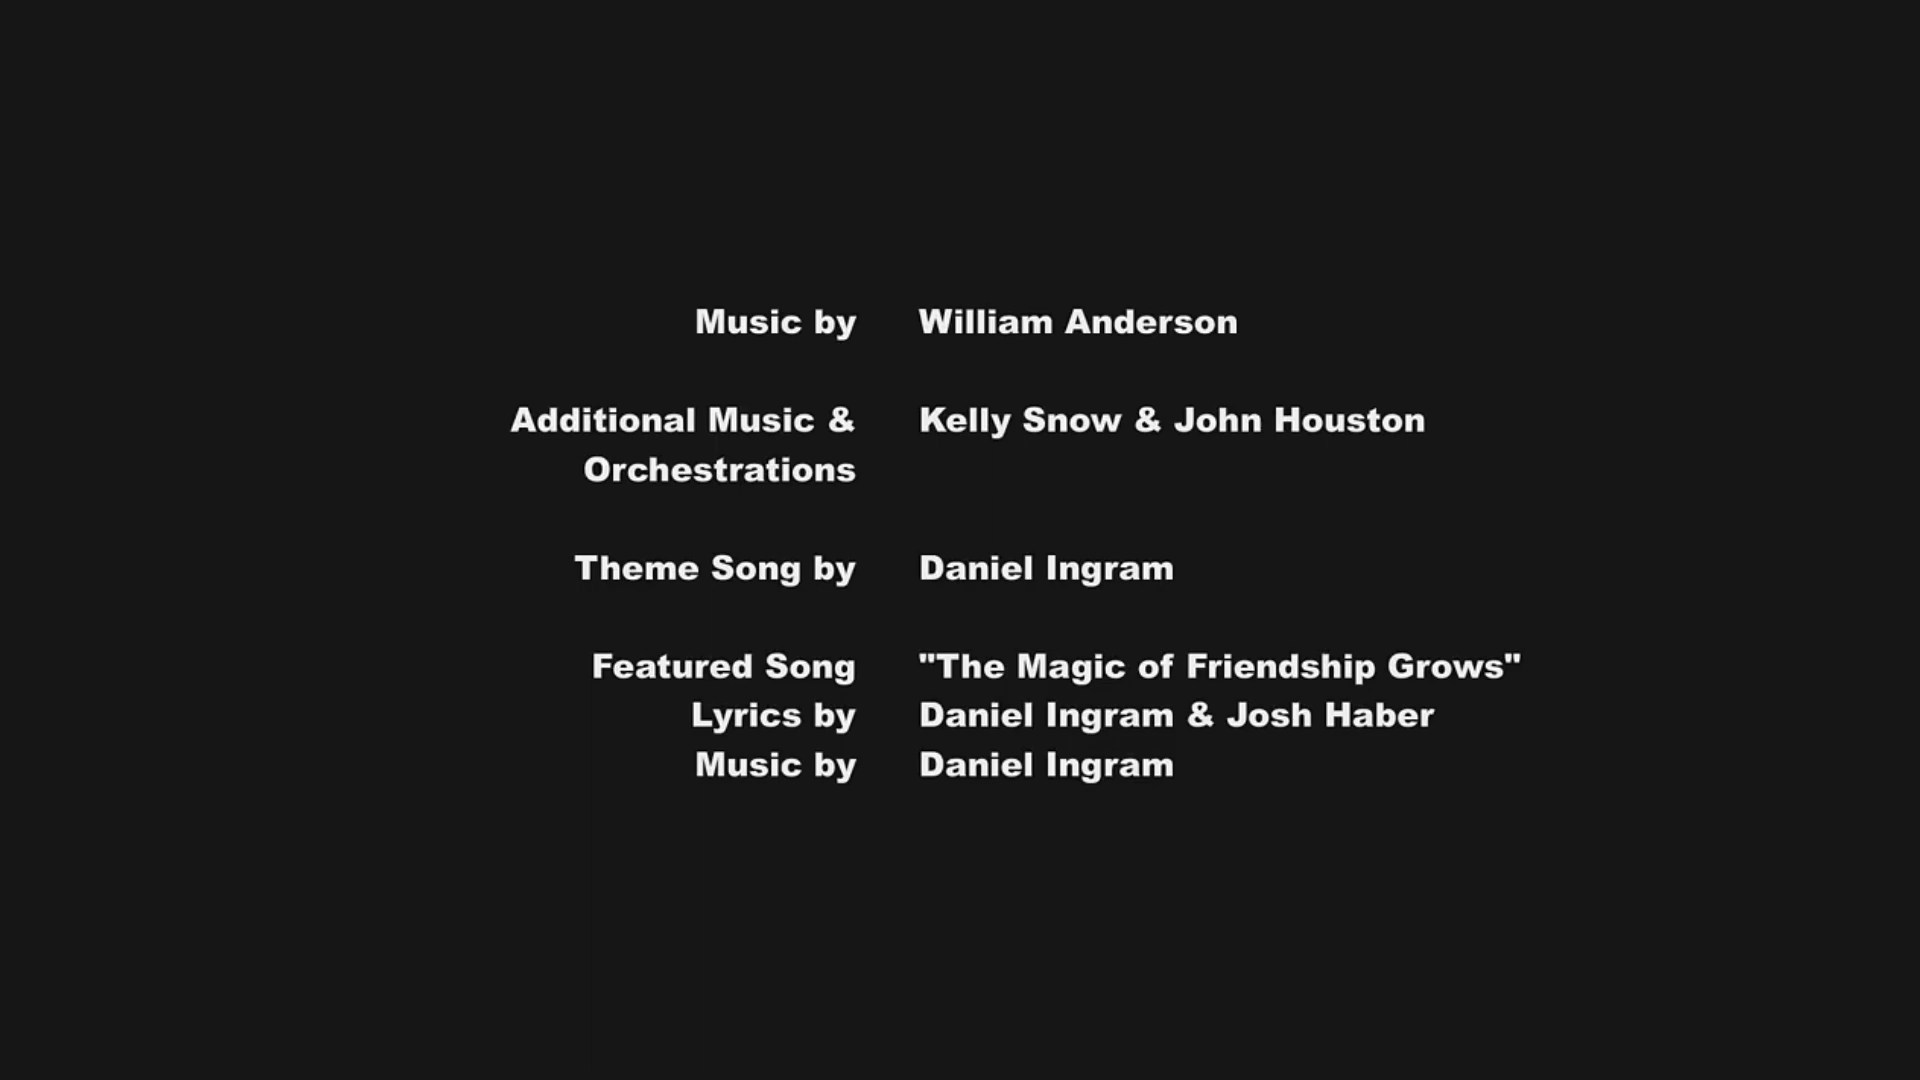 Music by William Anderson
Additional Music & Kelly Snow & John Houston
Orchestrations
Theme Song by Daniel Ingram
Featured Song "The Magic of Friendship Grows"
Lyrics by Daniel Ingram & Josh Haber
Music by Daniel Ingram